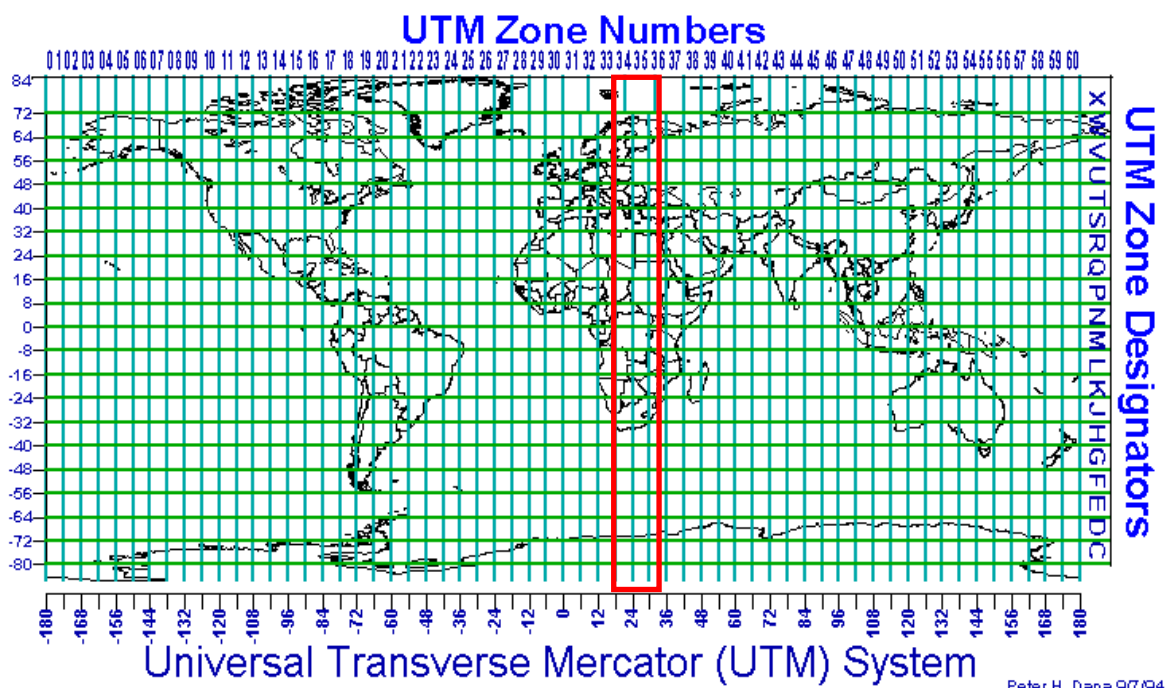 UTM Zone Numbers
01 02 03 04 05 06 07 08 09 10 11 12 13 14 15 16 17 18 19 20 21 22 23 24 25 26 27 28 29 30 31 32 33 34 35 36 37 38 39 40 41 42 43 44 45 46 47 48 49 50 51 52 53 54 55 56 57 58 59 60
84
72
64
56
48
40
32
24
16
8
0
-8
-16
-24
-32
-40
-48
-56
-64
-72
-80
X
W
V
U
T
S
R
Q
P
N
M
L
K
J
H
G
F
E
D
C
UTM Zone Designators
-180 -156 -144 -132 -120 -108 -96 -84 -72 -60 -48 -36 -24 -12 0 12 24 36 48 60 72 84 96 108 120 132 144 156 168 180
Universal Transverse Mercator (UTM) System
Peter H. Dana 9/7/94